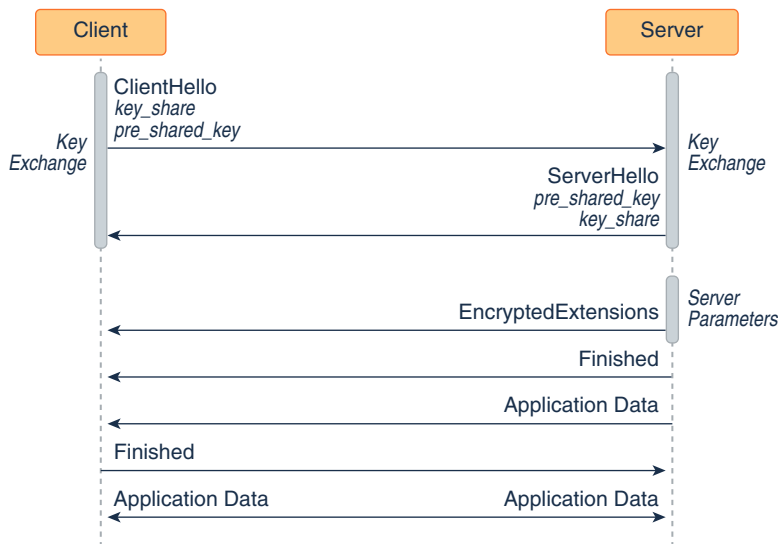 Client
Server
ClientHello
key_share
pre_shared_key
Key
Exchange
Key
Exchange
ServerHello
pre_shared_key
key_share
Server
Parameters
EncryptedExtensions
Finished
Application Data
Finished
Application Data
Application Data